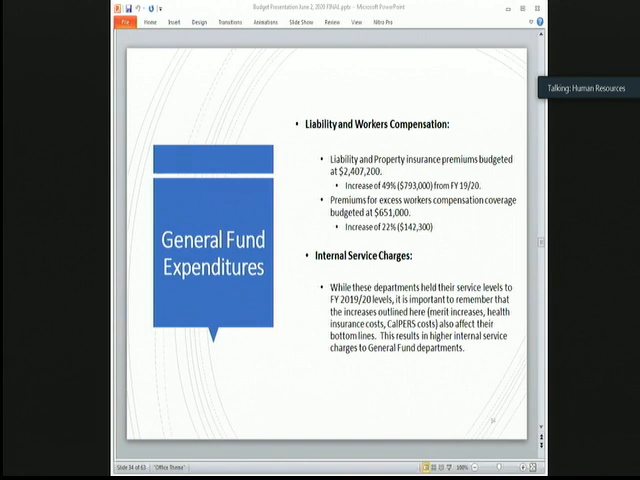 Budget Presentation June 2, 2020 FINAL.pptx - Microsoft PowerPoint
File Home Insert Design Transitions Animations Slide Show Review View Nitro Pro
Talking: Human Resources
General Fund
Expenditures
• Liability and Workers Compensation:
• Liability and Property insurance premiums budgeted
at $2,407,200.
• Increase of 49% ($793,000) from FY 19/20.
• Premiums for excess workers compensation coverage
budgeted at $651,000.
• Increase of 22% ($142,300)
• Internal Service Charges:
• While these departments held their service levels to
FY 2019/20 levels, it is important to remember that
the increases outlined here (merit increases, health
insurance costs, CalPERS costs) also affect their
bottom lines. This results in higher internal service
charges to General Fund departments.
Slide 34 of 63 "Office Theme" 100%